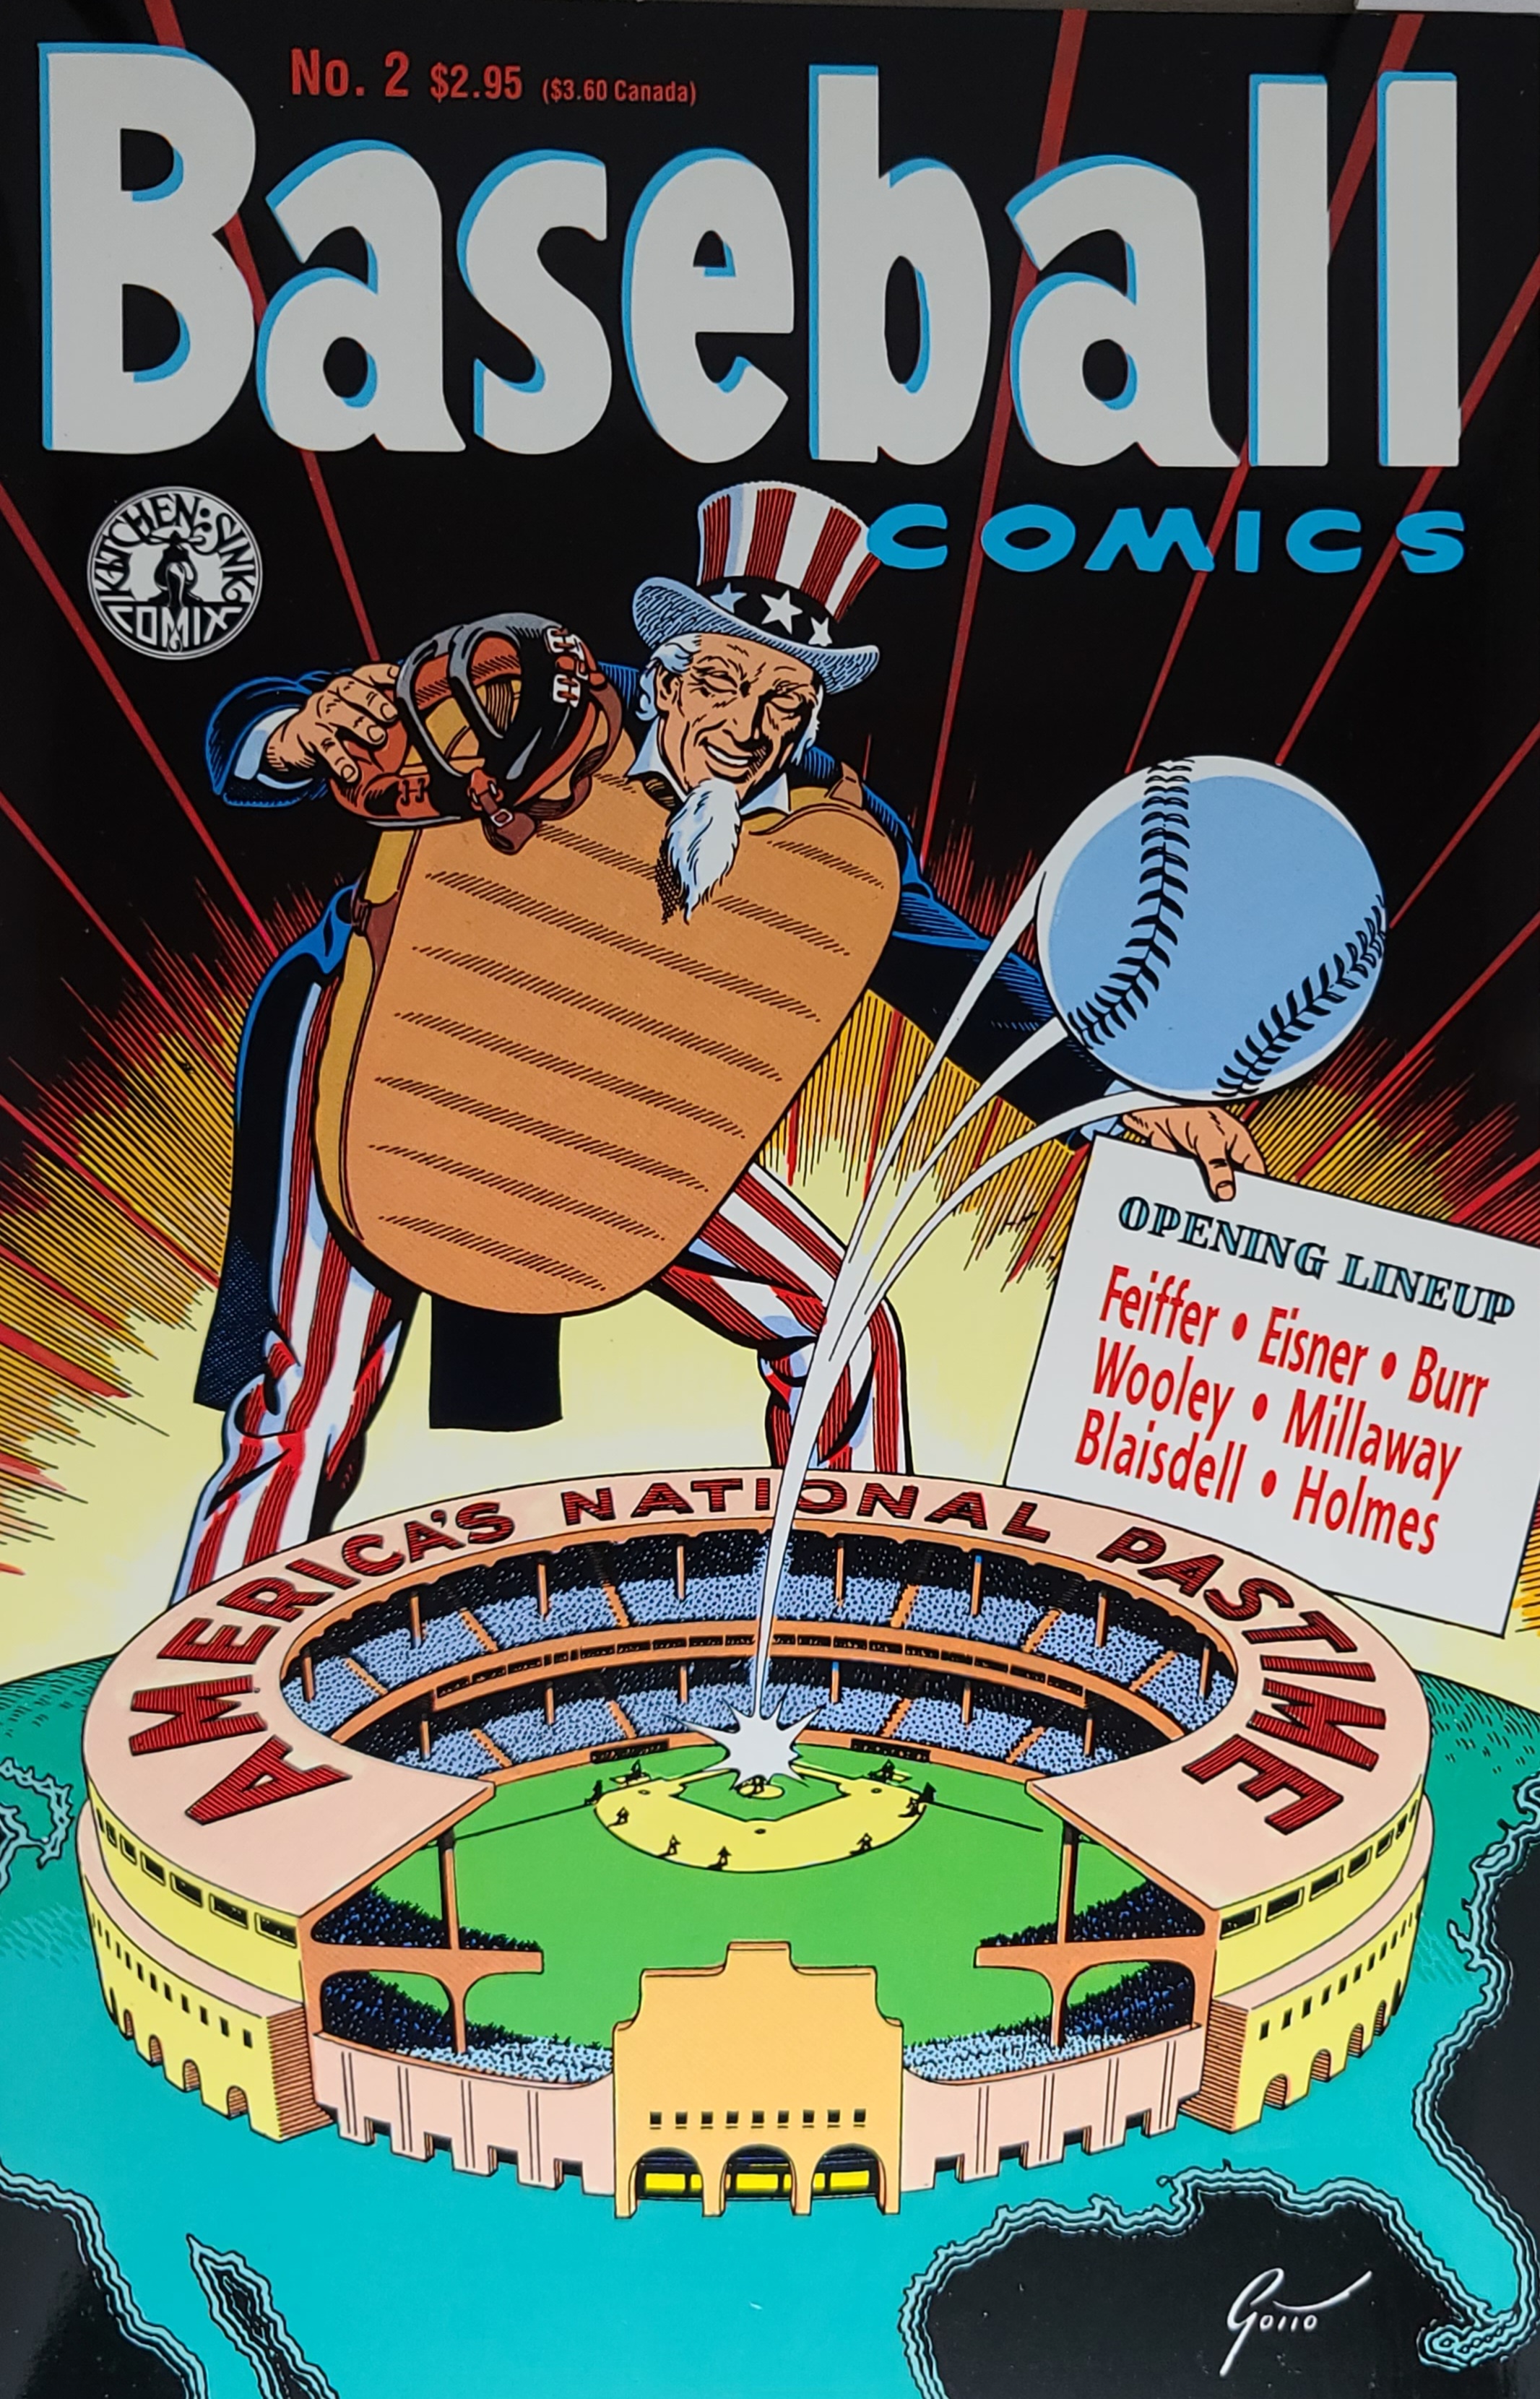 No. 2 $2.95 ($3.60 Canada)
Baseball
COMICS
KITCHEN SINK
COMIX
OPENING LINEUP
Feiffer • Eisner • Burr
Wooley • Millaway
Blaisdell • Holmes
AMERICA'S NATIONAL PASTIME